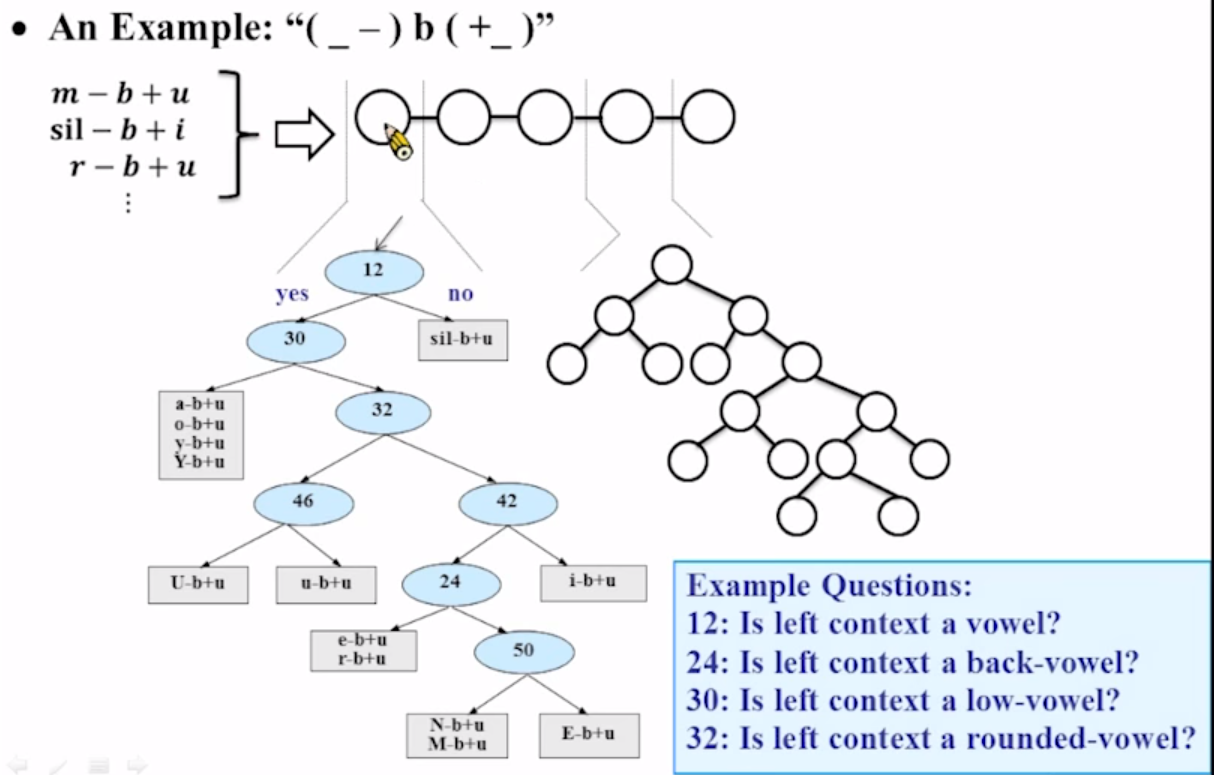 • An Example: “( _ – ) b ( +_ )”
m − b + u
sil − b + i
r − b + u
⋮
12
yes
no
30
sil-b+u
a-b+u
o-b+u
y-b+u
Y-b+u
32
46
42
U-b+u
u-b+u
24
i-b+u
e-b+u
r-b+u
50
N-b+u
M-b+u
E-b+u
Example Questions:
12: Is left context a vowel?
24: Is left context a back-vowel?
30: Is left context a low-vowel?
32: Is left context a rounded-vowel?